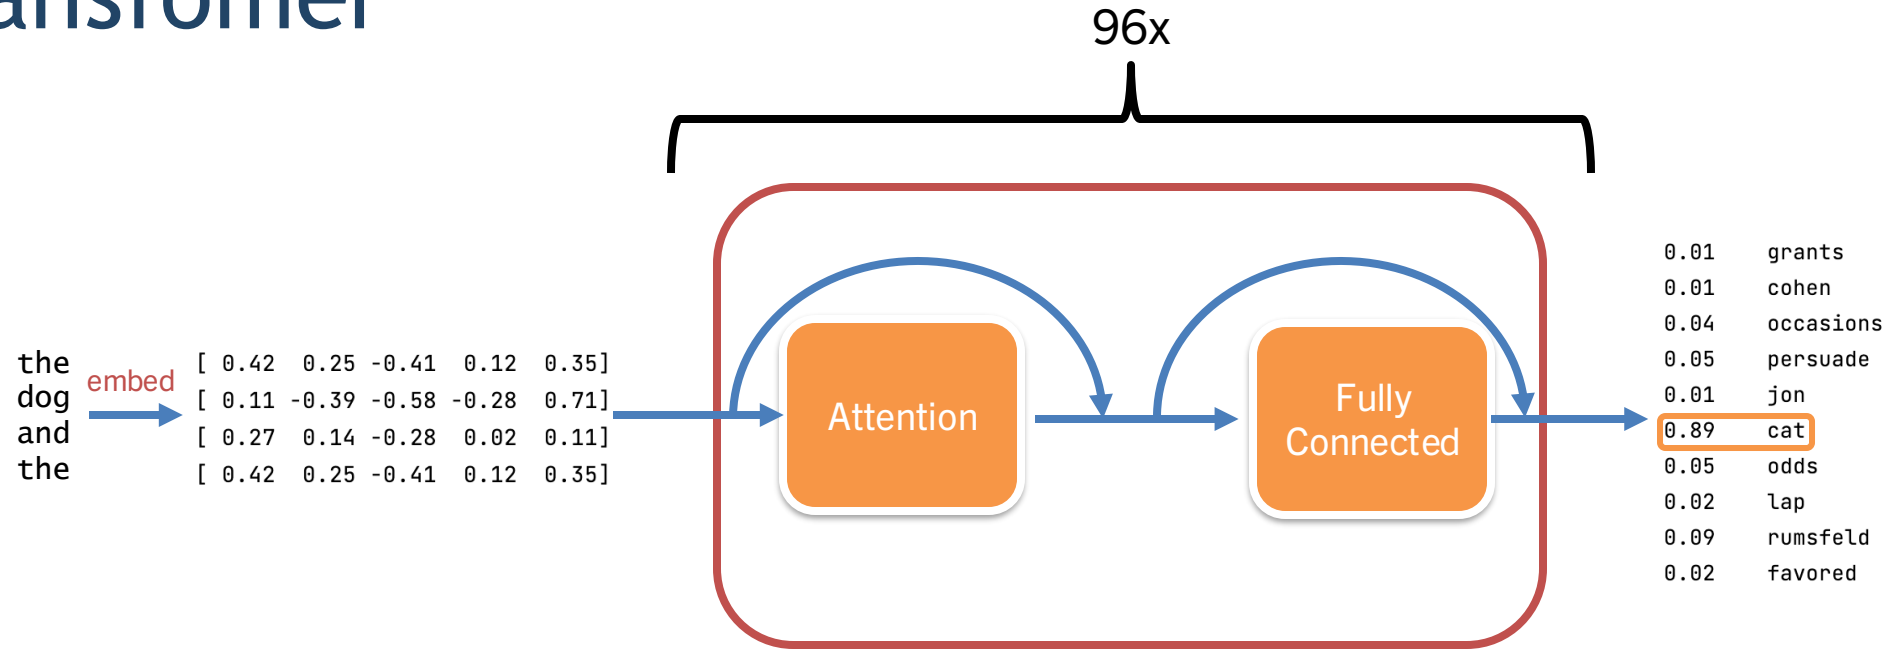 ansformer
96x
the
dog
and
the
embed
[ 0.42 0.25 -0.41 0.12 0.35]
[ 0.11 -0.39 -0.58 -0.28 0.71]
[ 0.27 0.14 -0.28 0.02 0.11]
[ 0.42 0.25 -0.41 0.12 0.35]
Attention
Fully
Connected
0.01 grants
0.01 cohen
0.04 occasions
0.05 persuade
0.01 jon
0.89 cat
0.05 odds
0.02 lap
0.09 rumsfeld
0.02 favored